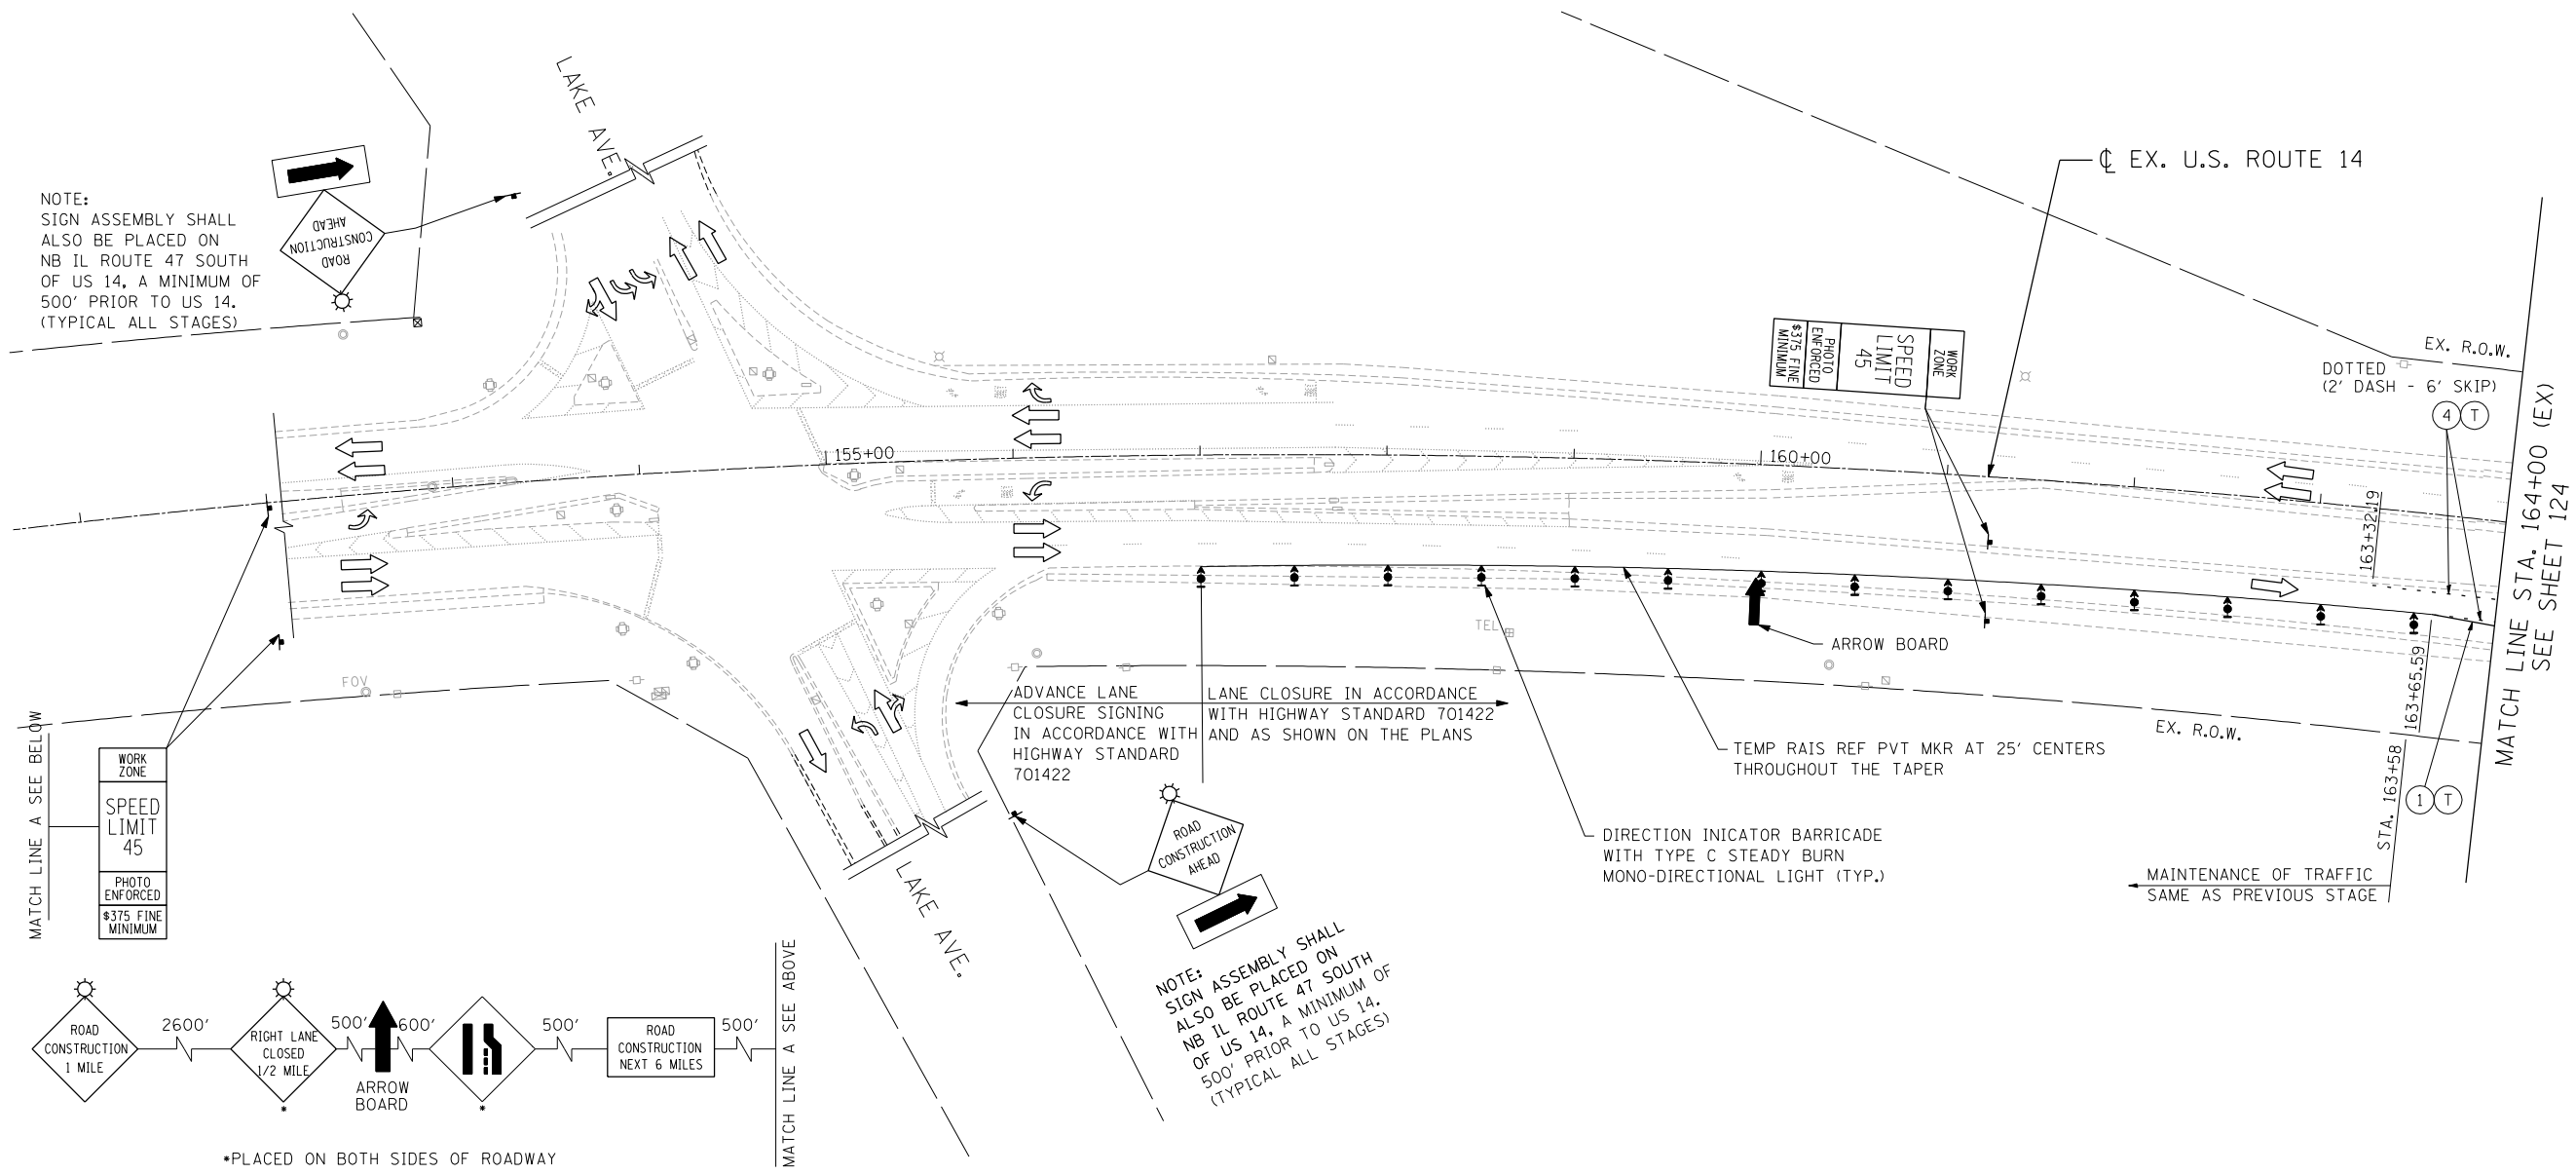 LAKE AVE.
NOTE:
SIGN ASSEMBLY SHALL
ALSO BE PLACED ON
NB IL ROUTE 47 SOUTH
OF US 14, A MINIMUM OF
500' PRIOR TO US 14.
(TYPICAL ALL STAGES)
ROAD
CONSTRUCTION
AHEAD
℄ EX. U.S. ROUTE 14
WORK
ZONE
SPEED
LIMIT
45
PHOTO
ENFORCED
$375 FINE
MINIMUM
EX. R.O.W.
DOTTED
(2' DASH - 6' SKIP)
4 T
155+00
160+00
163+32.19
MATCH LINE STA. 164+00 (EX)
SEE SHEET 124
TEL
ARROW BOARD
FOV
ADVANCE LANE
CLOSURE SIGNING
IN ACCORDANCE WITH
HIGHWAY STANDARD
701422
LANE CLOSURE IN ACCORDANCE
WITH HIGHWAY STANDARD 701422
AND AS SHOWN ON THE PLANS
EX. R.O.W.
163+65.59
TEMP RAIS REF PVT MKR AT 25' CENTERS
THROUGHOUT THE TAPER
STA. 163+58
1 T
MATCH LINE A SEE BELOW
WORK
ZONE
SPEED
LIMIT
45
PHOTO
ENFORCED
$375 FINE
MINIMUM
ROAD
CONSTRUCTION
AHEAD
DIRECTION INICATOR BARRICADE
WITH TYPE C STEADY BURN
MONO-DIRECTIONAL LIGHT (TYP.)
MAINTENANCE OF TRAFFIC
SAME AS PREVIOUS STAGE
LAKE AVE.
NOTE:
SIGN ASSEMBLY SHALL
ALSO BE PLACED ON
NB IL ROUTE 47 SOUTH
OF US 14, A MINIMUM OF
500' PRIOR TO US 14.
(TYPICAL ALL STAGES)
ROAD
CONSTRUCTION
1 MILE
2600'
RIGHT LANE
CLOSED
1/2 MILE
*
500'
ARROW
BOARD
600'
*
500'
ROAD
CONSTRUCTION
NEXT 6 MILES
500'
MATCH LINE A SEE ABOVE
*PLACED ON BOTH SIDES OF ROADWAY